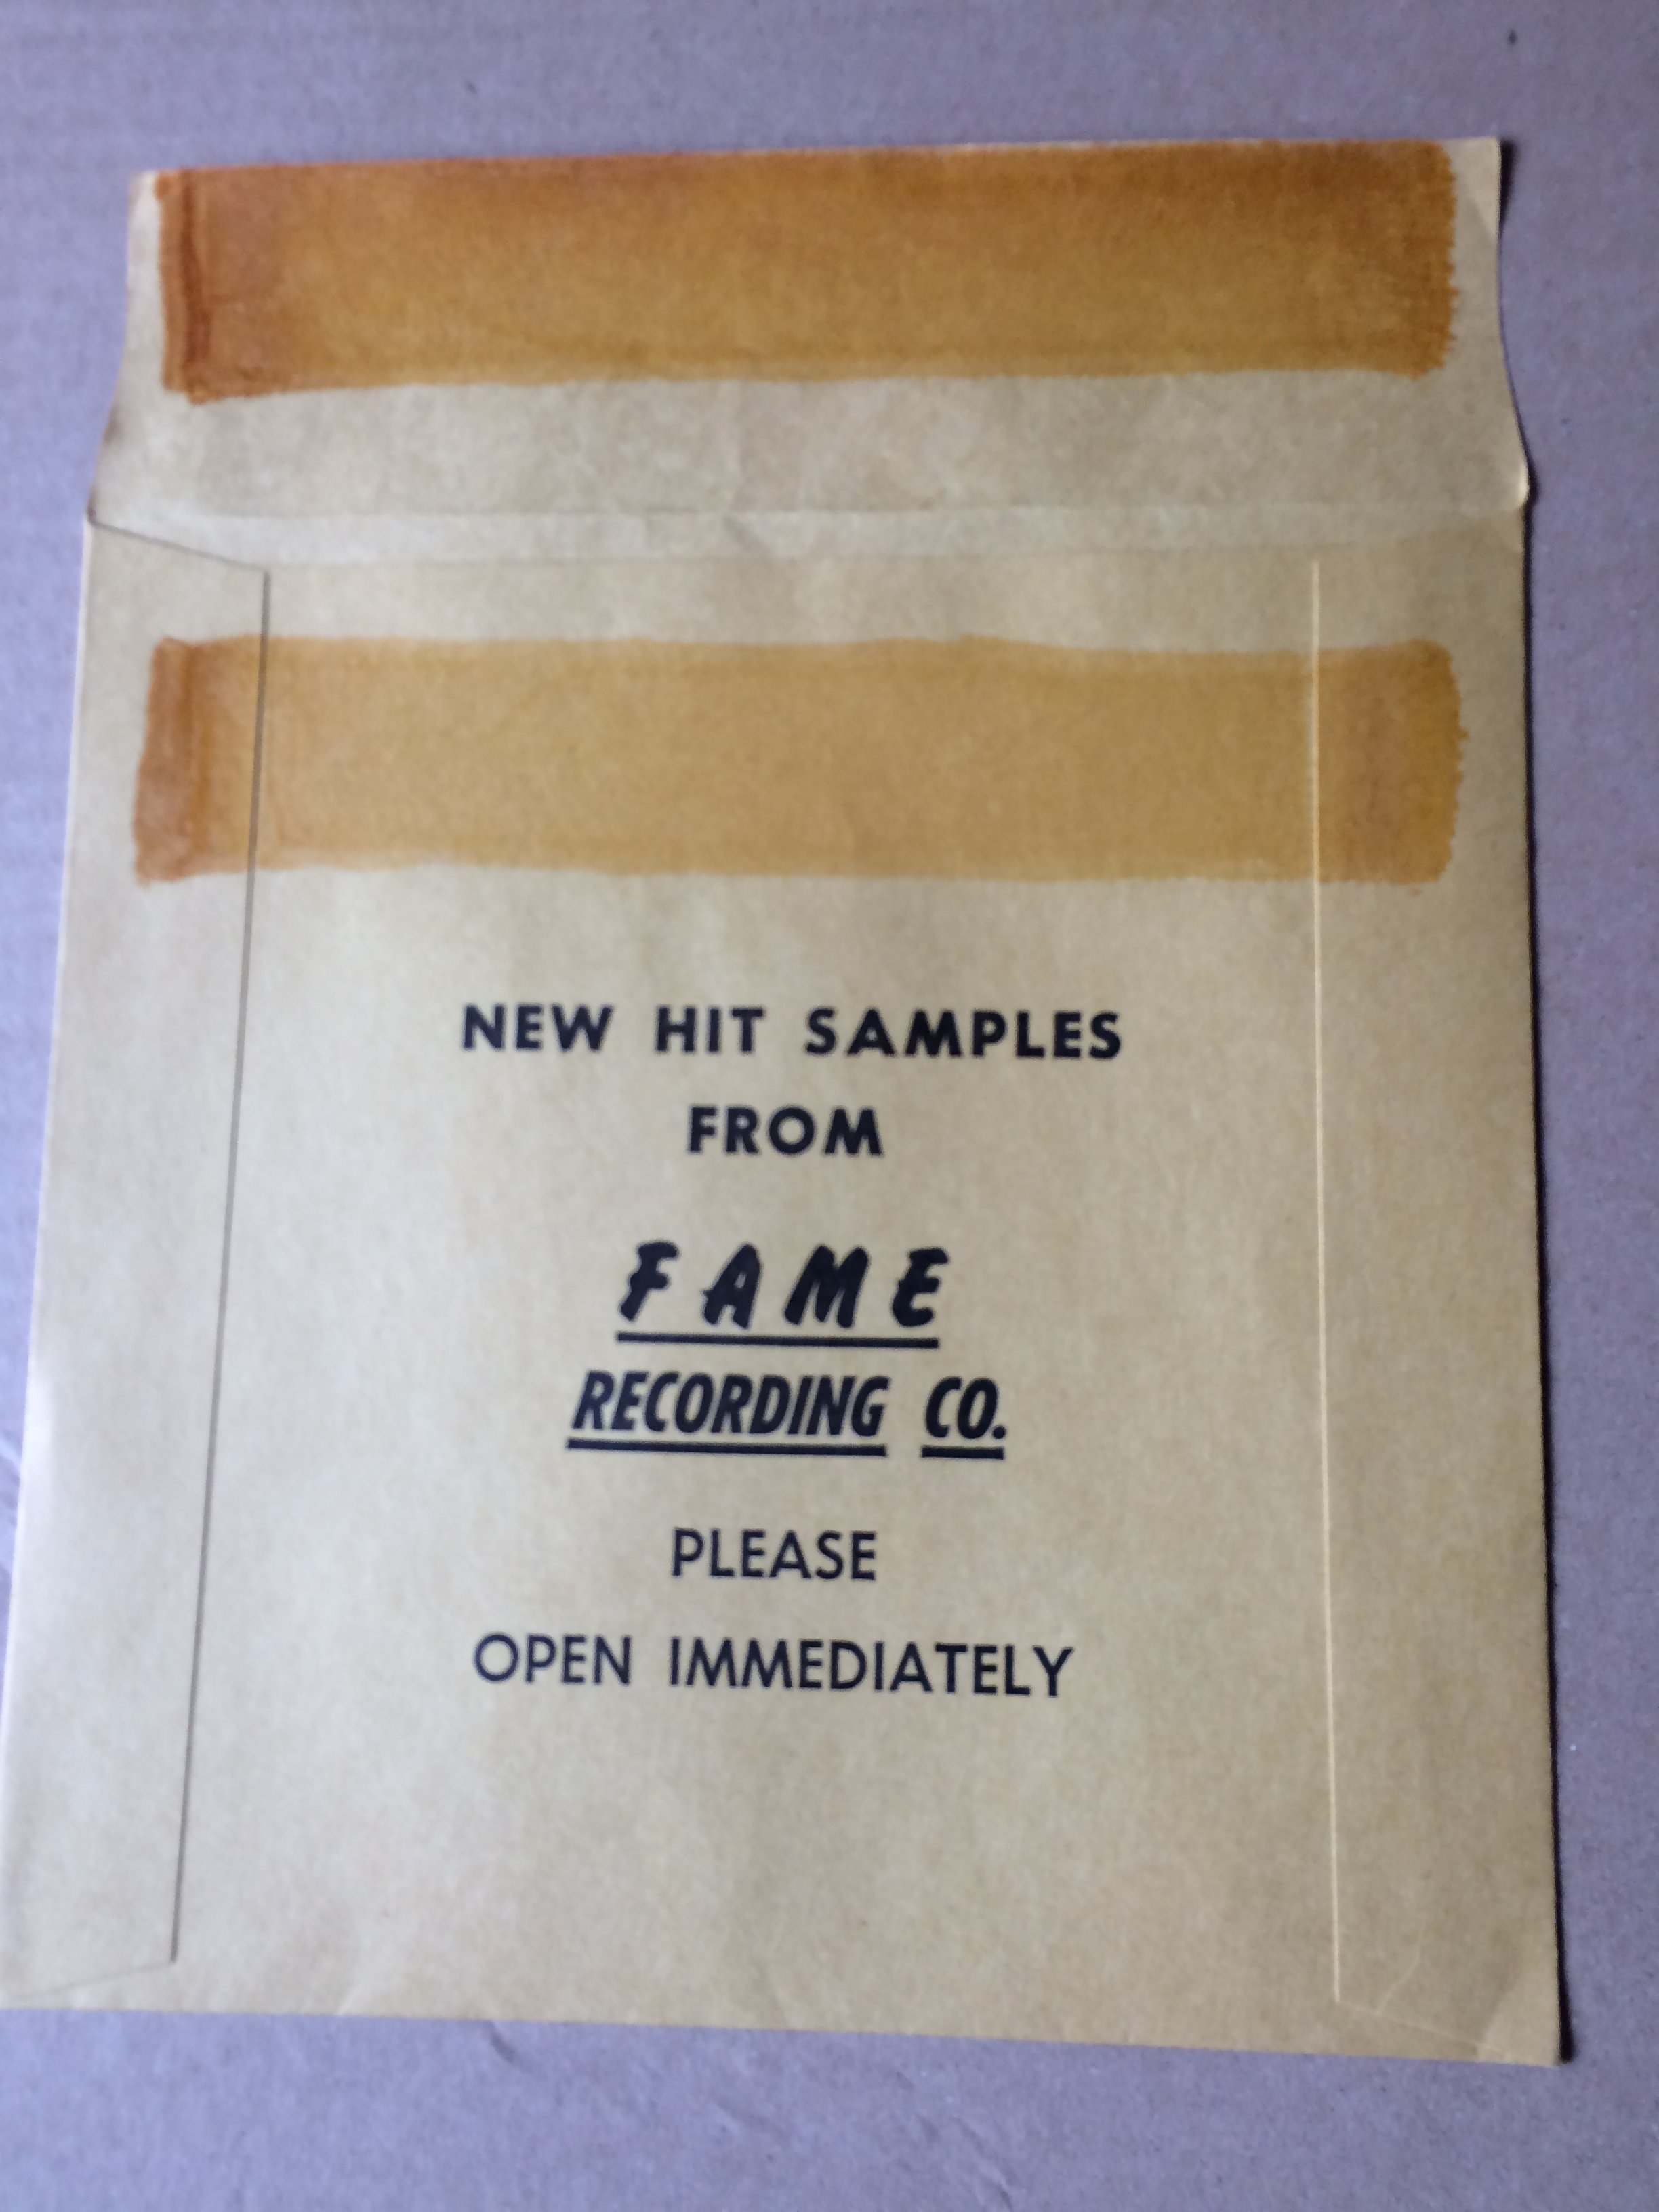 NEW HIT SAMPLES
FROM
FAME
RECORDING CO.
PLEASE
OPEN IMMEDIATELY